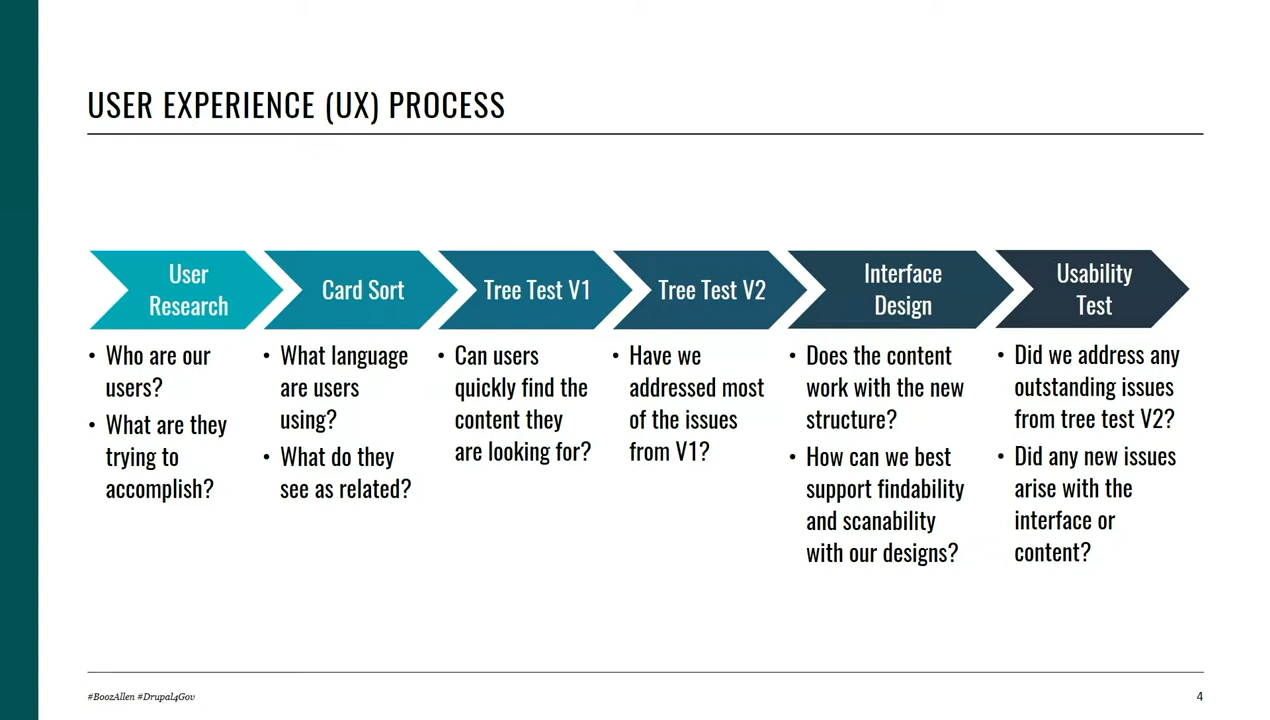 USER EXPERIENCE (UX) PROCESS
User
Research
• Who are our
users?
• What are they
trying to
accomplish?
Card Sort
• What language
are users
using?
• What do they
see as related?
Tree Test V1
• Can users
quickly find the
content they
are looking for?
Tree Test V2
• Have we
addressed most
of the issues
from V1?
Interface
Design
• Does the content
work with the new
structure?
• How can we best
support findability
and scanability
with our designs?
Usability
Test
• Did we address any
outstanding issues
from tree test V2?
• Did any new issues
arise with the
interface or
content?
#BoozAllen #Drupal4Gov
4